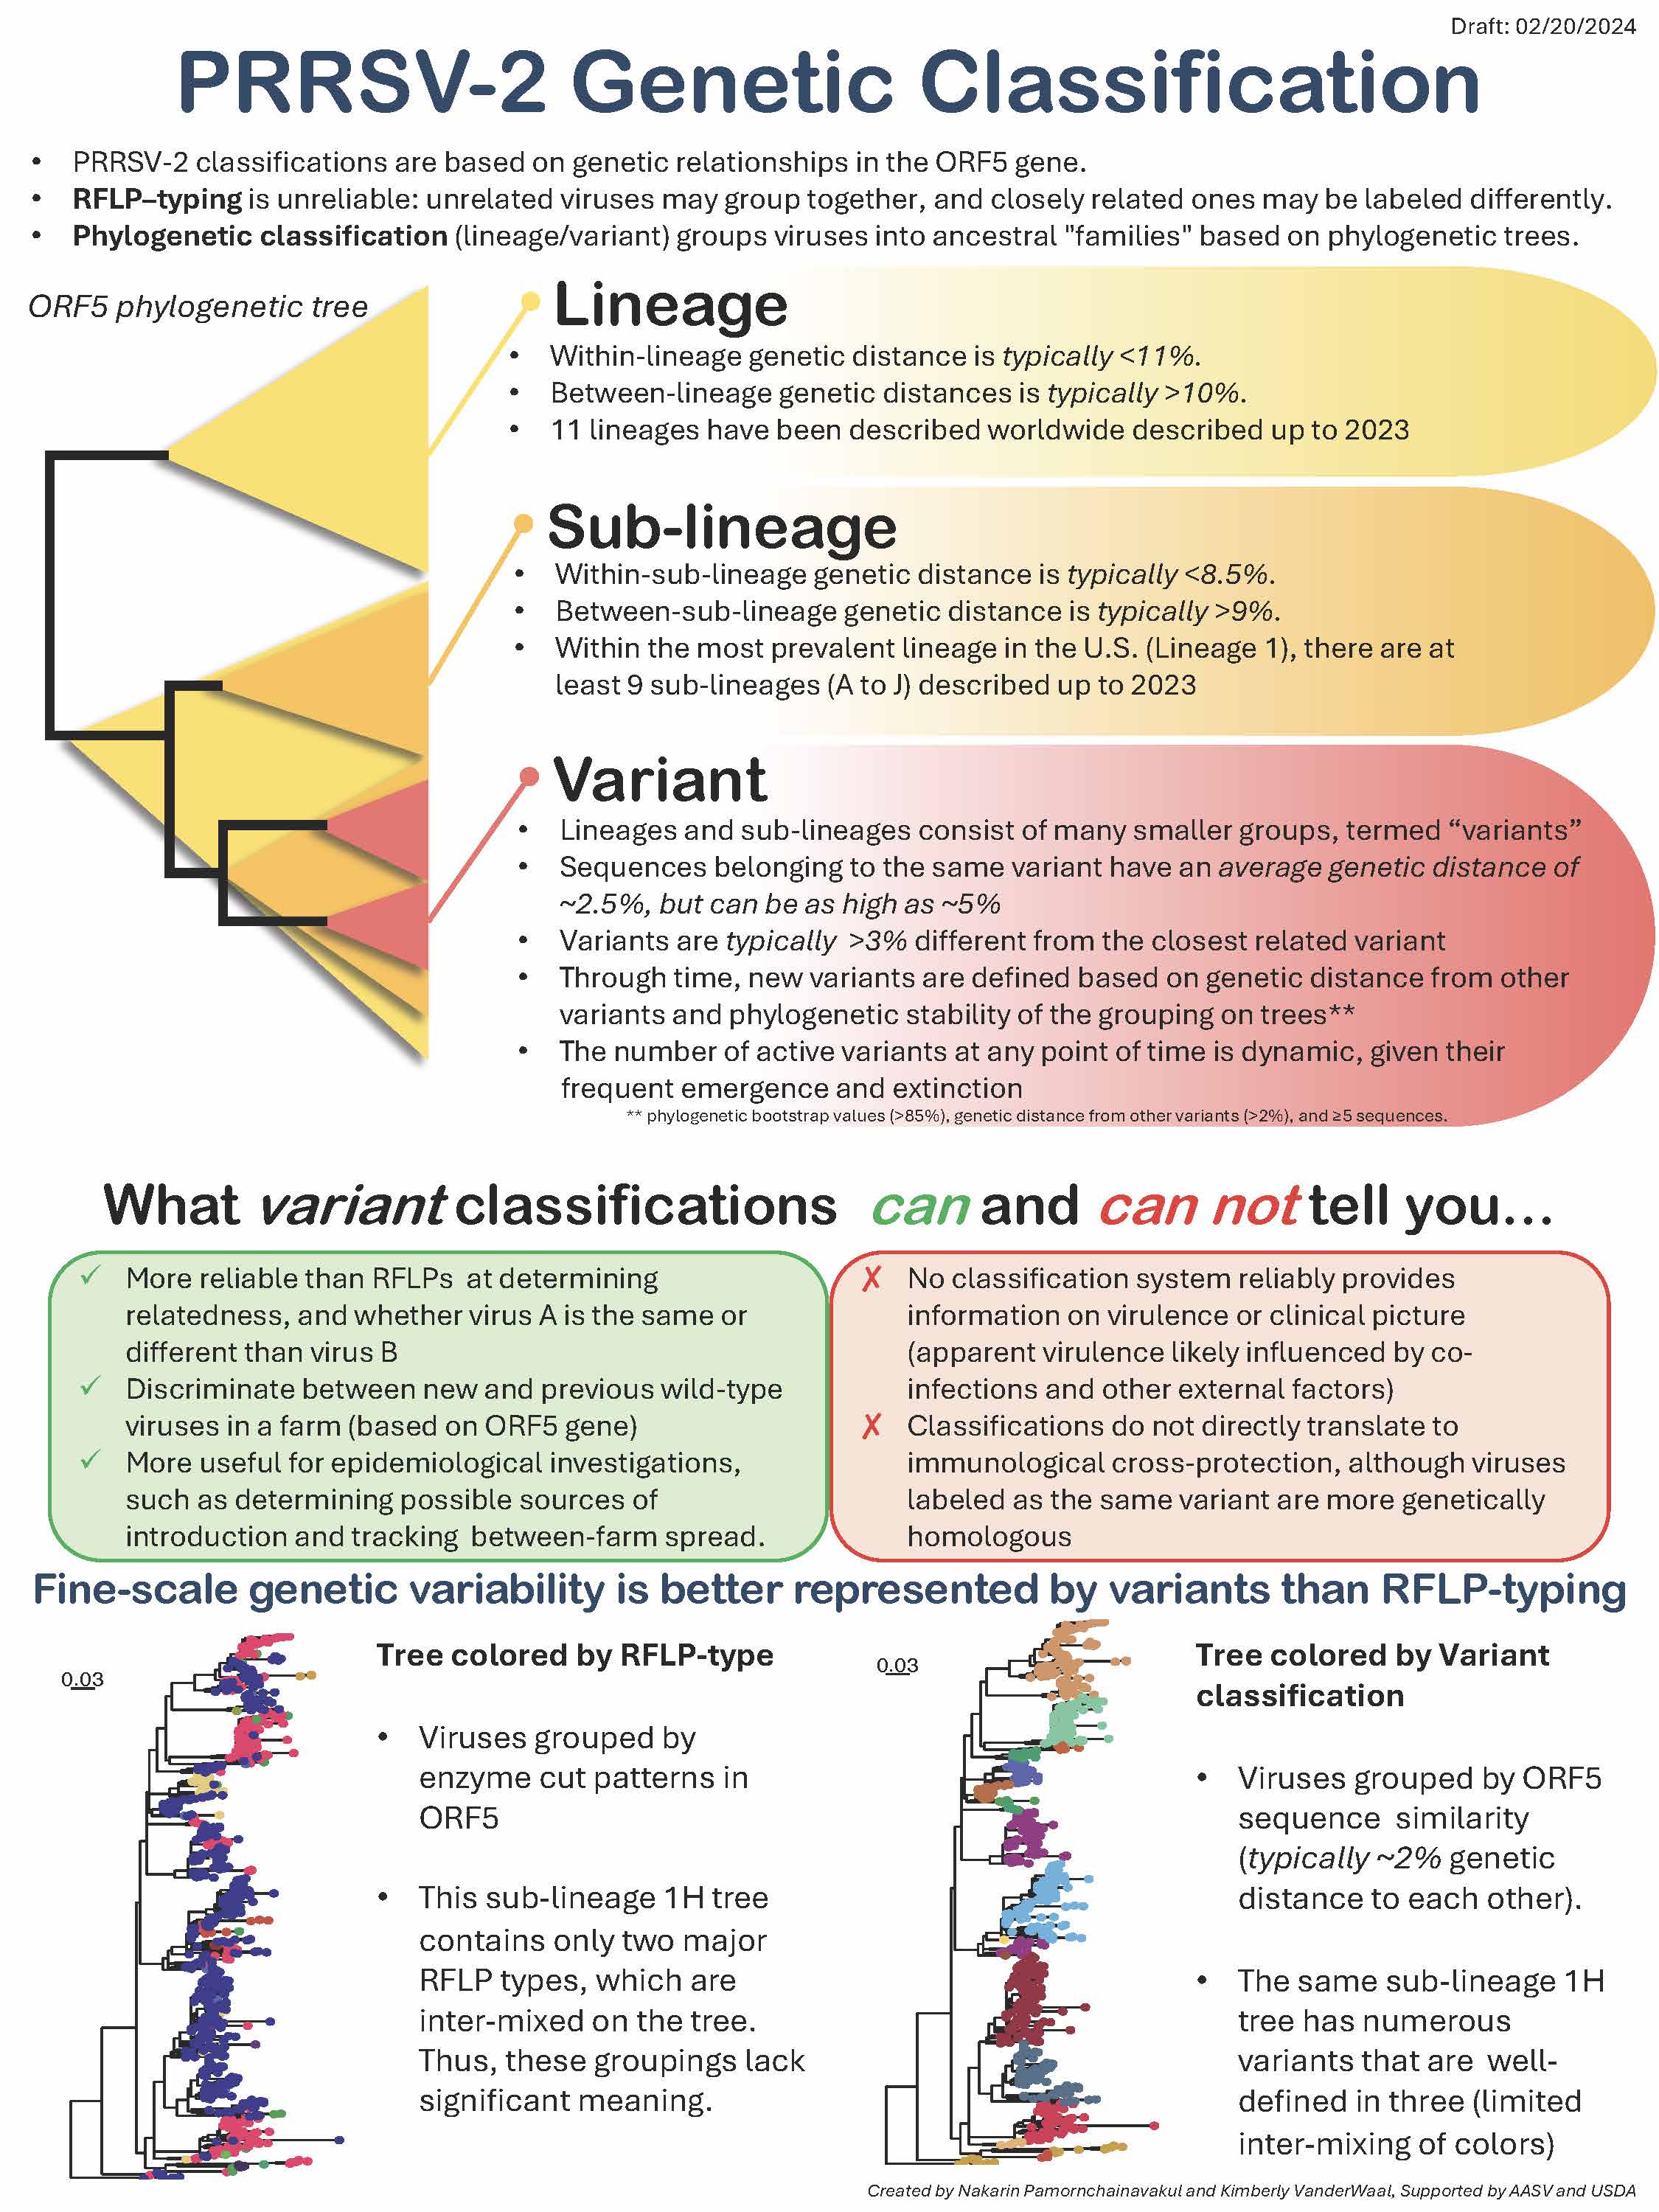 Draft: 02/20/2024
PRRSV-2 Genetic Classification
• PRRSV-2 classifications are based on genetic relationships in the ORF5 gene.
• RFLP–typing is unreliable: unrelated viruses may group together, and closely related ones may be labeled differently.
• Phylogenetic classification (lineage/variant) groups viruses into ancestral "families" based on phylogenetic trees.
ORF5 phylogenetic tree
Lineage
• Within-lineage genetic distance is typically <11%.
• Between-lineage genetic distances is typically >10%.
• 11 lineages have been described worldwide described up to 2023
Sub-lineage
• Within-sub-lineage genetic distance is typically <8.5%.
• Between-sub-lineage genetic distance is typically >9%.
• Within the most prevalent lineage in the U.S. (Lineage 1), there are at
least 9 sub-lineages (A to J) described up to 2023
Variant
• Lineages and sub-lineages consist of many smaller groups, termed “variants”
• Sequences belonging to the same variant have an average genetic distance of
~2.5%, but can be as high as ~5%
• Variants are typically >3% different from the closest related variant
• Through time, new variants are defined based on genetic distance from other
variants and phylogenetic stability of the grouping on trees**
• The number of active variants at any point of time is dynamic, given their
frequent emergence and extinction
** phylogenetic bootstrap values (>85%), genetic distance from other variants (>2%), and ≥5 sequences.
What variant classifications can and can not tell you...
✓ More reliable than RFLPs at determining
relatedness, and whether virus A is the same or
different than virus B
✓ Discriminate between new and previous wild-type
viruses in a farm (based on ORF5 gene)
✓ More useful for epidemiological investigations,
such as determining possible sources of
introduction and tracking between-farm spread.
✗ No classification system reliably provides
information on virulence or clinical picture
(apparent virulence likely influenced by co-
infections and other external factors)
✗ Classifications do not directly translate to
immunological cross-protection, although viruses
labeled as the same variant are more genetically
homologous
Fine-scale genetic variability is better represented by variants than RFLP-typing
0.03
Tree colored by RFLP-type
• Viruses grouped by
enzyme cut patterns in
ORF5
• This sub-lineage 1H tree
contains only two major
RFLP types, which are
inter-mixed on the tree.
Thus, these groupings lack
significant meaning.
0.03
Tree colored by Variant
classification
• Viruses grouped by ORF5
sequence similarity
(typically ~2% genetic
distance to each other).
• The same sub-lineage 1H
tree has numerous
variants that are well-
defined in three (limited
inter-mixing of colors)
Created by Nakarin Pamornchainavakul and Kimberly VanderWaal, Supported by AASV and USDA